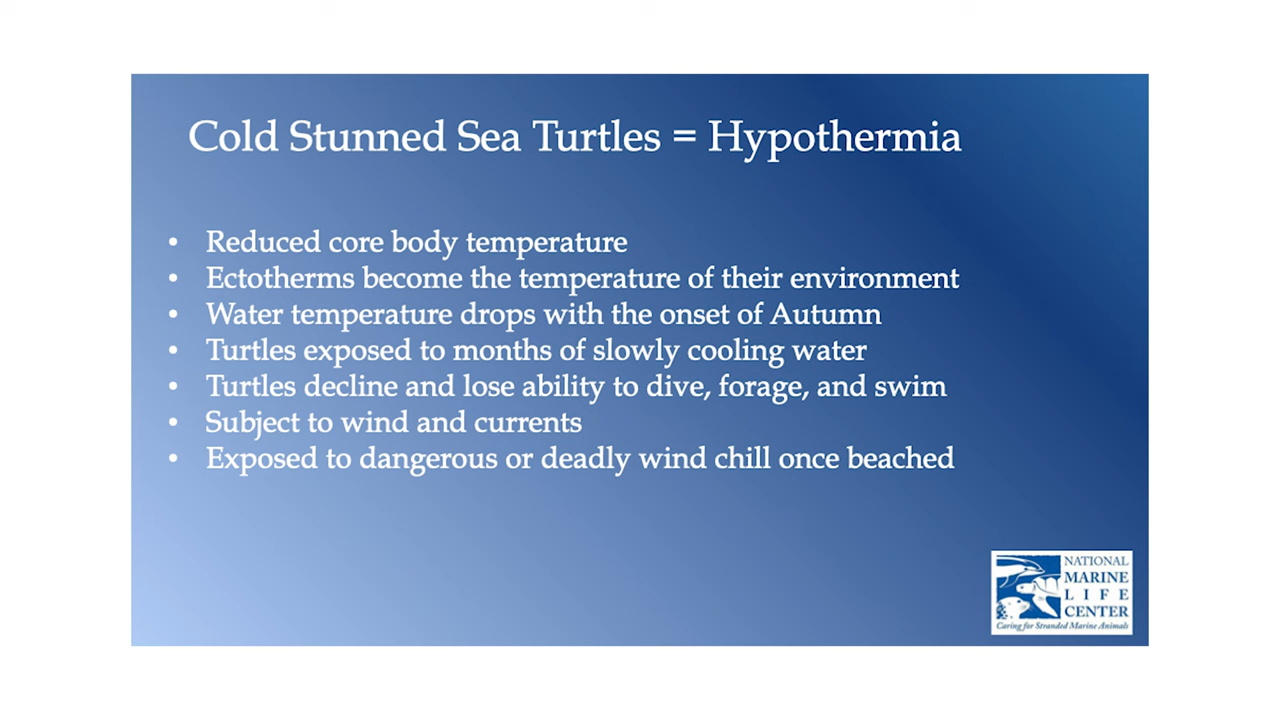 Cold Stunned Sea Turtles = Hypothermia
• Reduced core body temperature
• Ectotherms become the temperature of their environment
• Water temperature drops with the onset of Autumn
• Turtles exposed to months of slowly cooling water
• Turtles decline and lose ability to dive, forage, and swim
• Subject to wind and currents
• Exposed to dangerous or deadly wind chill once beached
NATIONAL
MARINE
LIFE
CENTER
Caring for Stranded Marine Animals